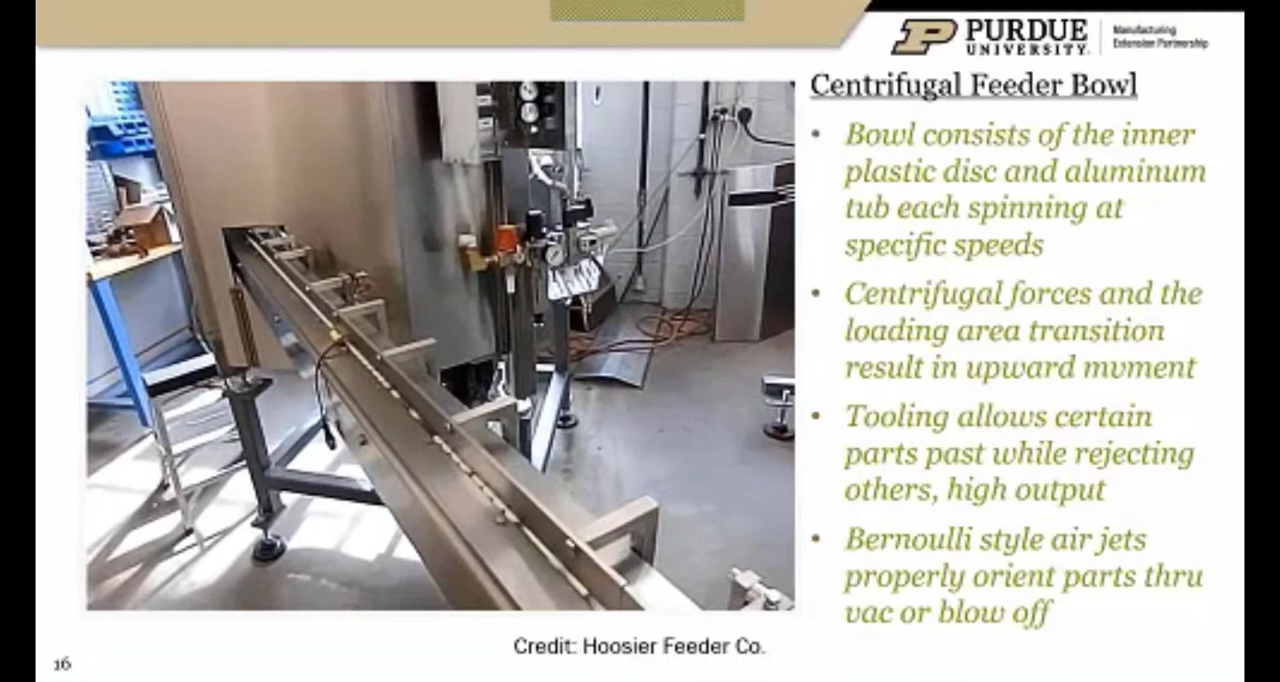 PURDUE
UNIVERSITY.
Manufacturing
Extension Partnership
Centrifugal Feeder Bowl
• Bowl consists of the inner
plastic disc and aluminum
tub each spinning at
specific speeds
• Centrifugal forces and the
loading area transition
result in upward mvment
• Tooling allows certain
parts past while rejecting
others, high output
• Bernoulli style air jets
properly orient parts thru
vac or blow off
Credit: Hoosier Feeder Co.
16